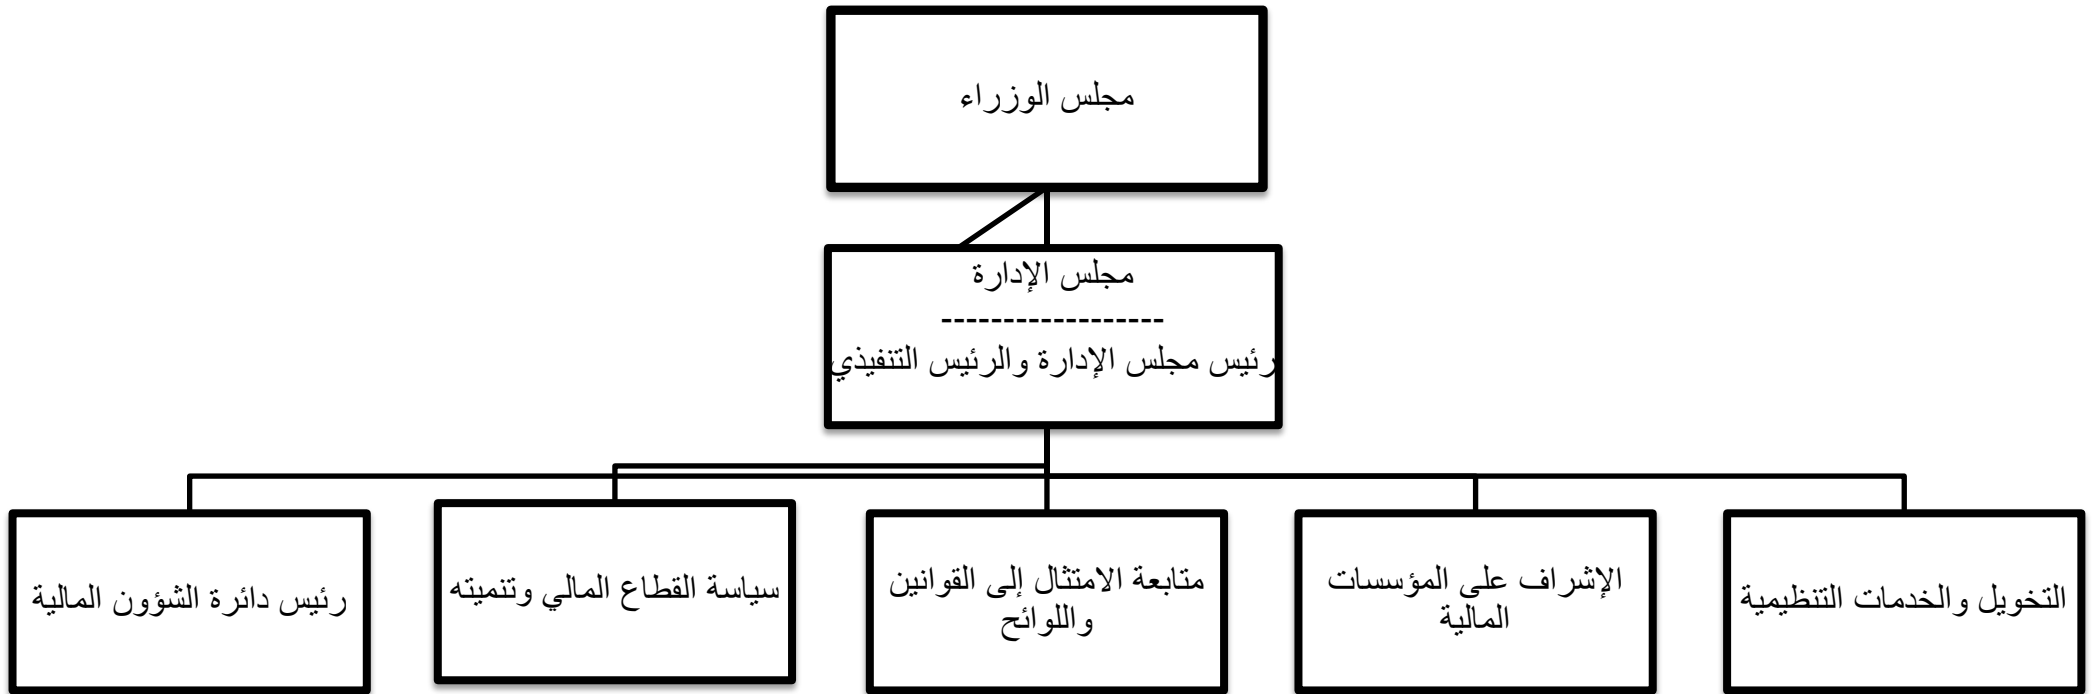 مجلس الوزراء
مجلس الإدارة
------------------
رئيس مجلس الإدارة والرئيس التنفيذي
التخويل والخدمات التنظيمية
الإشراف على المؤسسات
المالية
متابعة الامتثال إلى القوانين
واللوائح
سياسة القطاع المالي وتنميته
رئيس دائرة الشؤون المالية